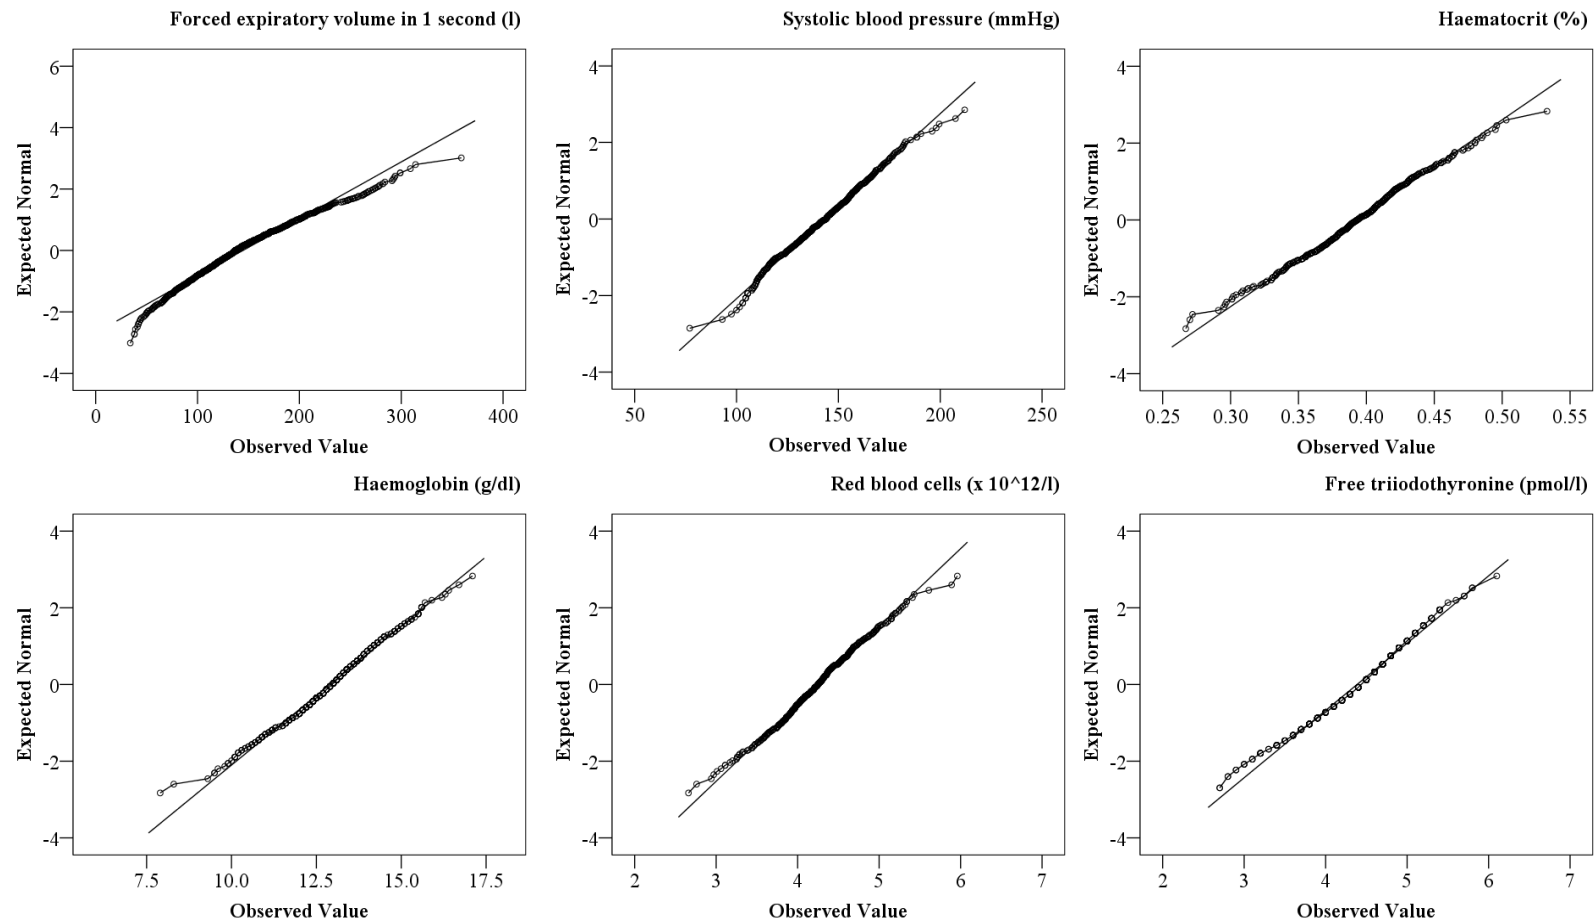 Forced expiratory volume in 1 second (l)
Expected Normal
6
4
2
0
-2
-4
0 100 200 300 400
Observed Value
Systolic blood pressure (mmHg)
Expected Normal
4
2
0
-2
-4
50 100 150 200 250
Observed Value
Haematocrit (%)
Expected Normal
4
2
0
-2
-4
0.25 0.30 0.35 0.40 0.45 0.50 0.55
Observed Value
Haemoglobin (g/dl)
Expected Normal
4
2
0
-2
-4
7.5 10.0 12.5 15.0 17.5
Observed Value
Red blood cells (x 10^12/l)
Expected Normal
4
2
0
-2
-4
2 3 4 5 6 7
Observed Value
Free triiodothyronine (pmol/l)
Expected Normal
4
2
0
-2
-4
2 3 4 5 6 7
Observed Value